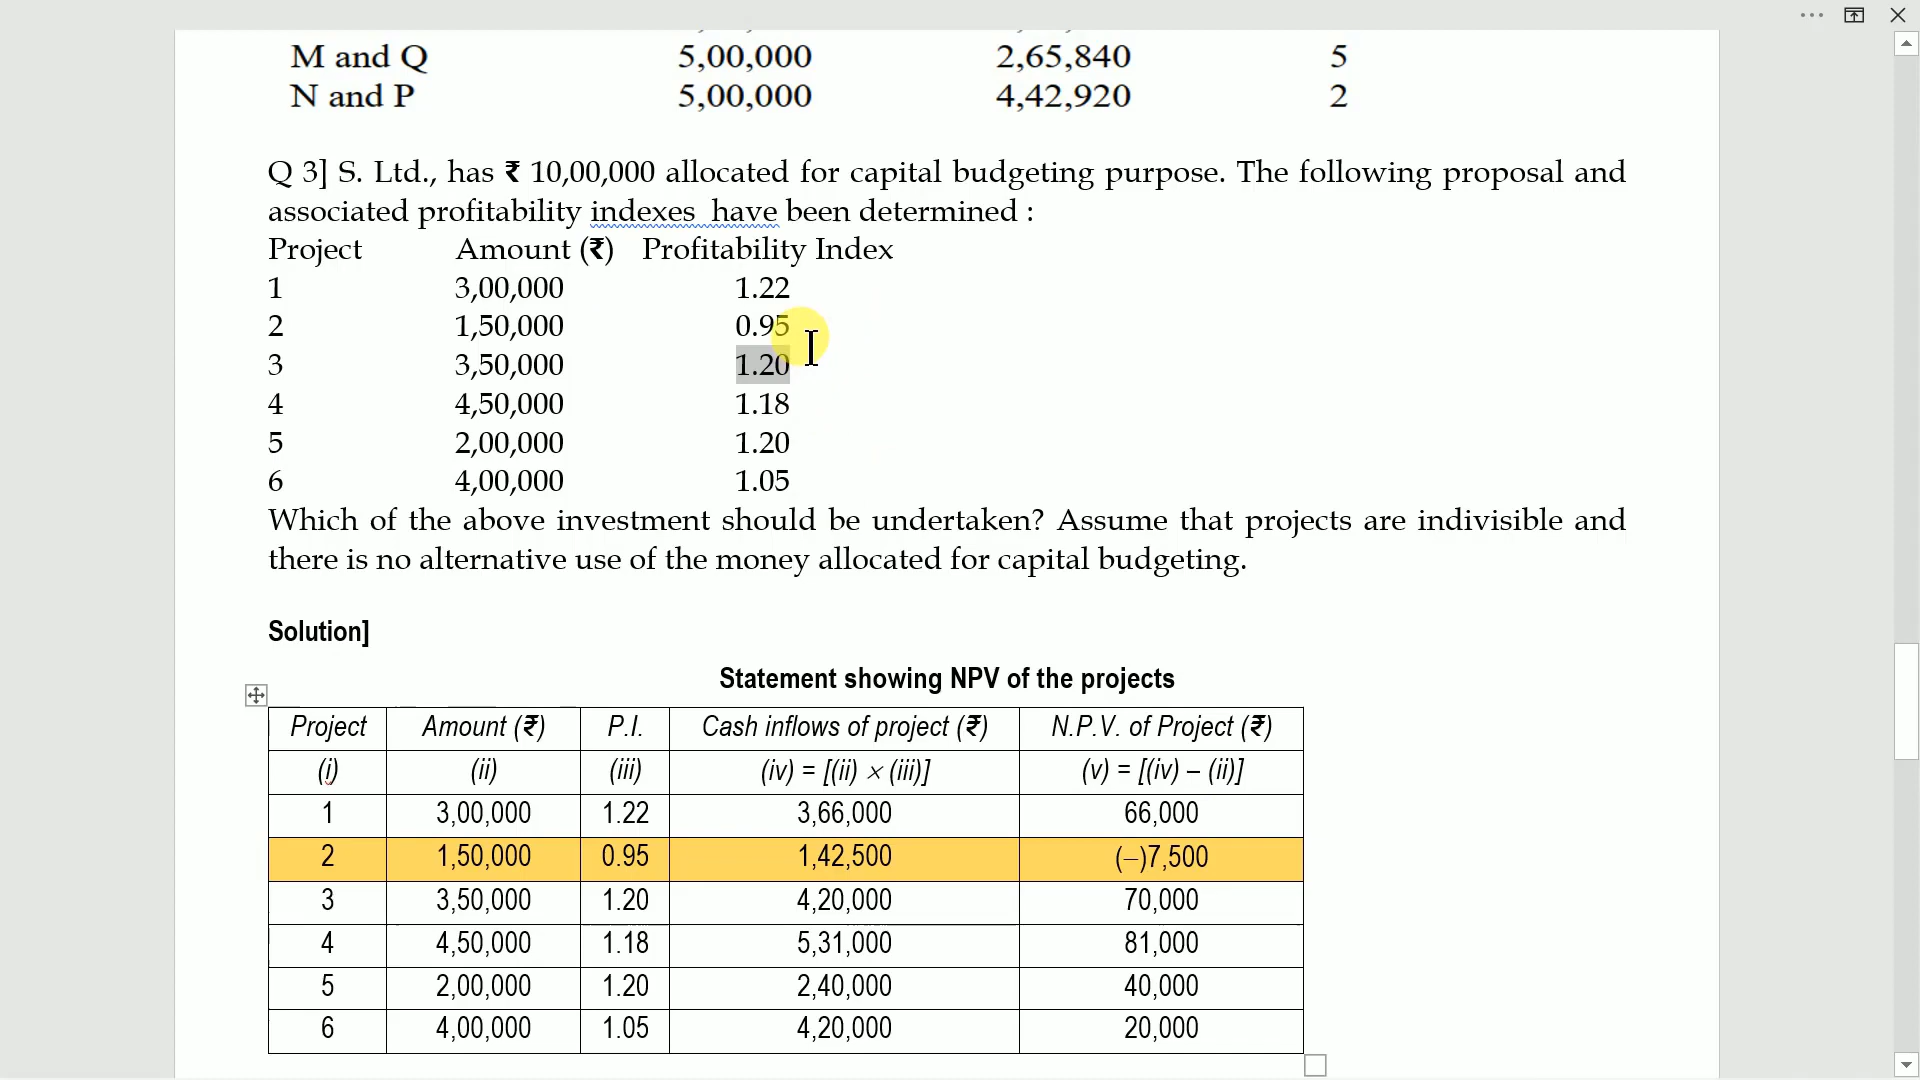 M and Q 5,00,000 2,65,840 5
N and P 5,00,000 4,42,920 2
Q 3] S. Ltd., has ₹ 10,00,000 allocated for capital budgeting purpose. The following proposal and
associated profitability indexes have been determined :
Project Amount (₹) Profitability Index
1 3,00,000 1.22
2 1,50,000 0.95
3 3,50,000 1.20
4 4,50,000 1.18
5 2,00,000 1.20
6 4,00,000 1.05
Which of the above investment should be undertaken? Assume that projects are indivisible and
there is no alternative use of the money allocated for capital budgeting.
Solution]
Statement showing NPV of the projects
Project Amount (₹) P.I. Cash inflows of project (₹) N.P.V. of Project (₹)
(i) (ii) (iii) (iv) = [(ii) × (iii)] (v) = [(iv) – (ii)]
1 3,00,000 1.22 3,66,000 66,000
2 1,50,000 0.95 1,42,500 (–)7,500
3 3,50,000 1.20 4,20,000 70,000
4 4,50,000 1.18 5,31,000 81,000
5 2,00,000 1.20 2,40,000 40,000
6 4,00,000 1.05 4,20,000 20,000